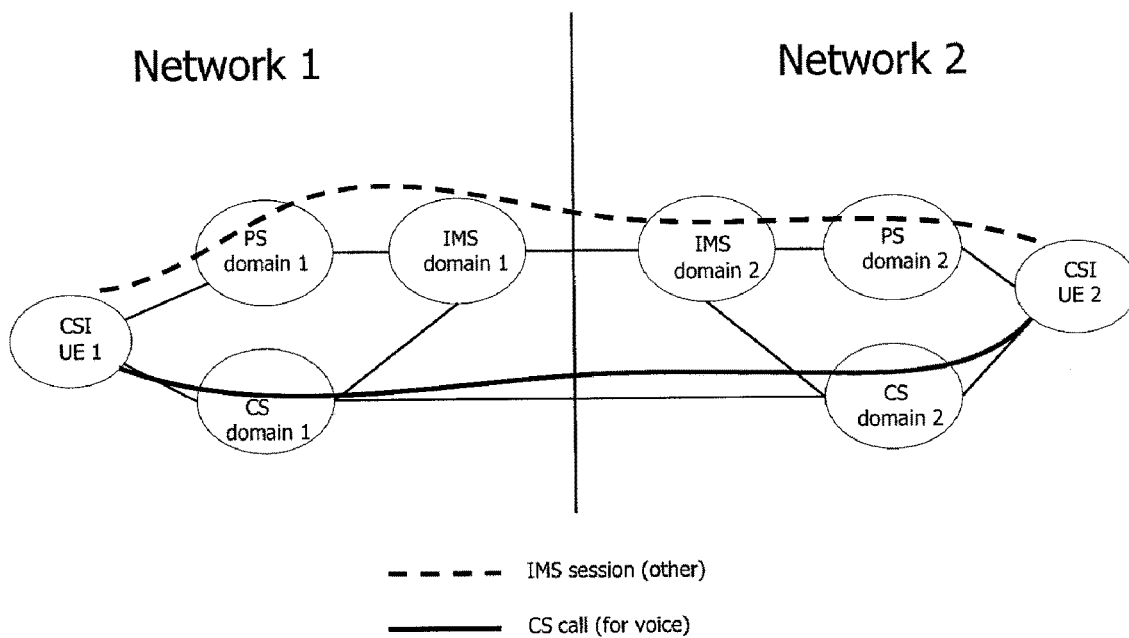 Network 1
Network 2
PS
domain 1
IMS
domain 1
IMS
domain 2
PS
domain 2
CSI
UE 1
CSI
UE 2
CS
domain 1
CS
domain 2
IMS session (other)
CS call (for voice)